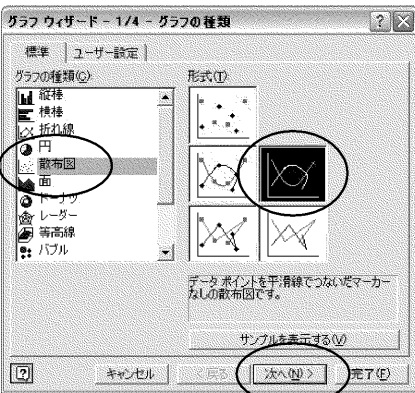 グラフ ウィザード - 1/4 - グラフの種類
標準 ユーザー設定
グラフの種類(C):
形式(T):
縦棒
横棒
折れ線
円
散布図
面
ドーナツ
レーダー
等高線
バブル
データ ポイントを平滑線でつないだマーカー
なしの散布図です。
サンプルを表示する(V)
キャンセル < 戻る 次へ(N) > 完了(F)